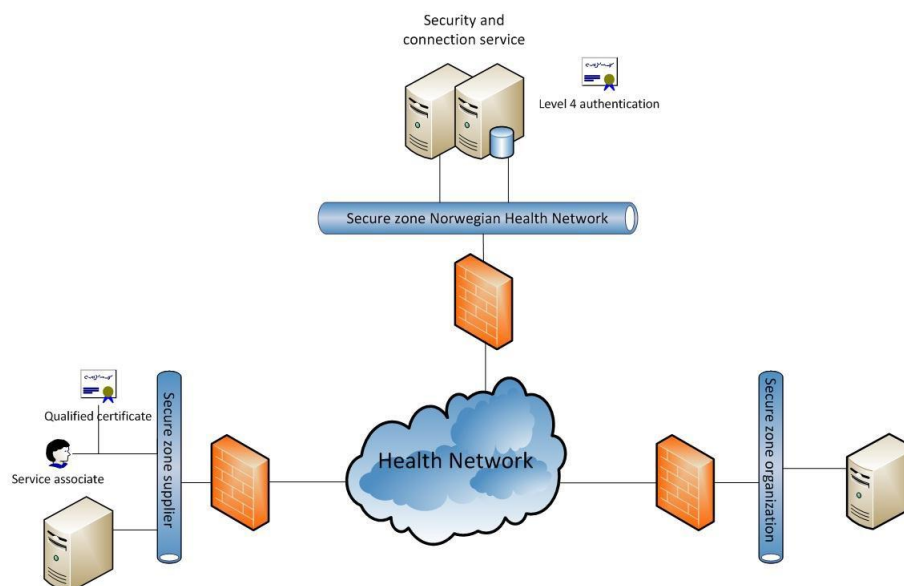 Security and
connection service
Level 4 authentication
Secure zone Norwegian Health Network
Qualified certificate
Service associate
Secure zone supplier
Health Network
Secure zone organization